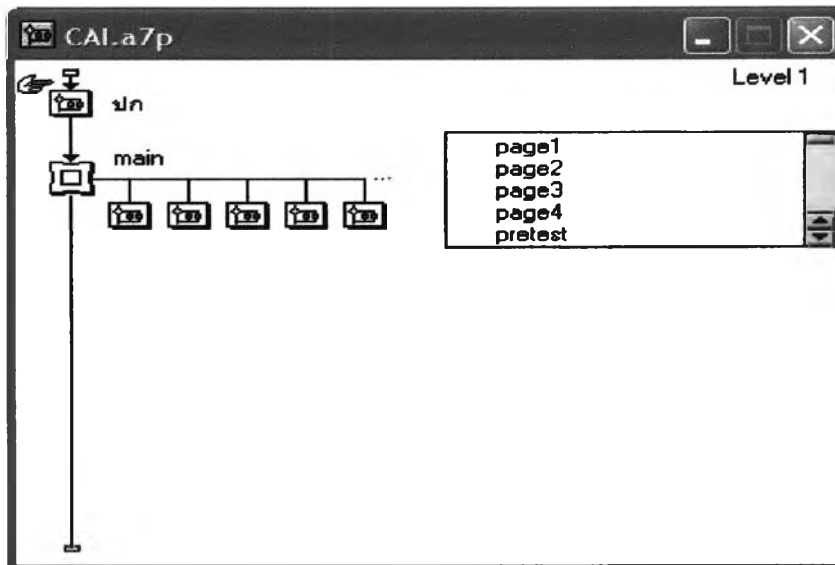 CAI.a7p
Level 1
ปก
main
...
page1
page2
page3
page4
pretest